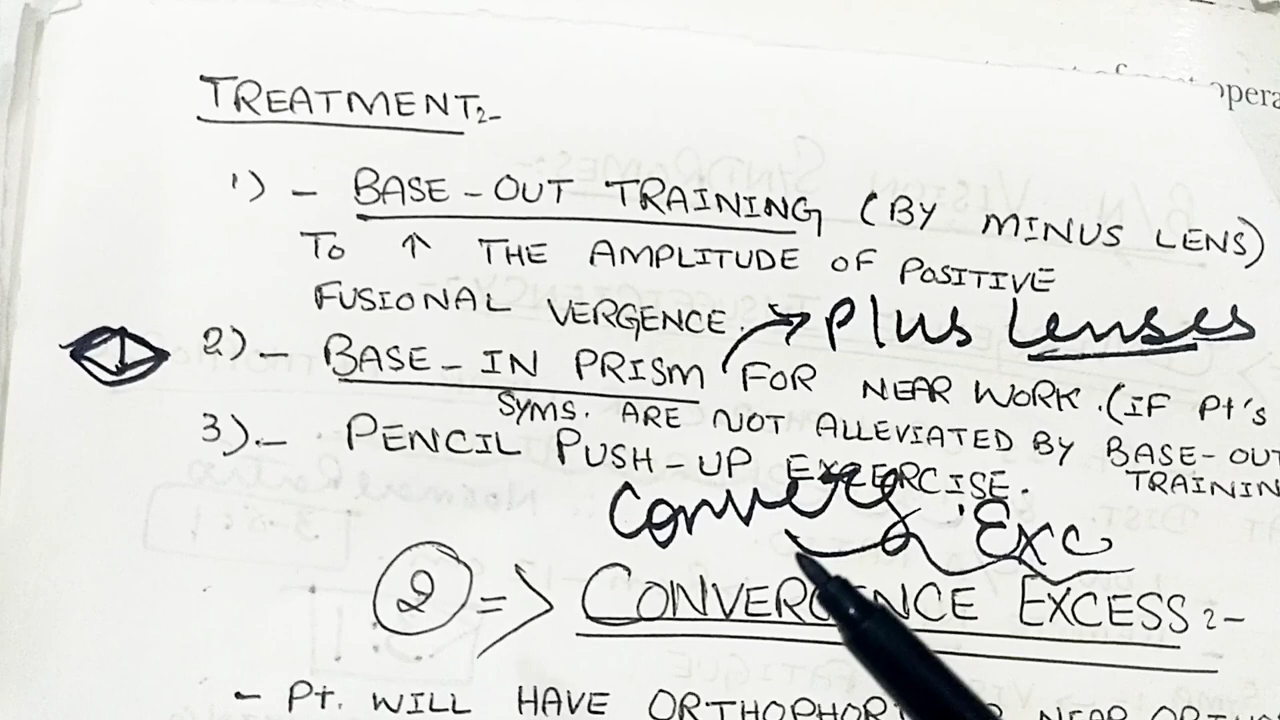 opera
TREATMENT:-
1) - BASE-OUT TRAINING (BY MINUS LENS)
TO ↑ THE AMPLITUDE OF POSITIVE
FUSIONAL VERGENCE.
→ Plus Lenses
2) - BASE-IN PRISM FOR NEAR WORK. (IF Pt's
SYMS. ARE NOT ALLEVIATED BY BASE-OUT
TRAININ
3) - PENCIL PUSH-UP EXERCISE.
Converg Exc
② => CONVERGENCE EXCESS:-
- Pt. WILL HAVE NEAR